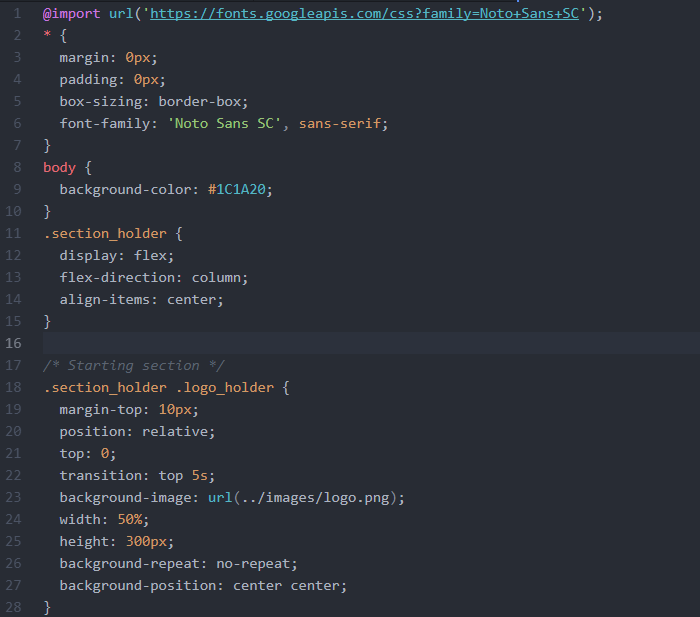 1 @import url('https://fonts.googleapis.com/css?family=Noto+Sans+SC');
2 * {
3 margin: 0px;
4 padding: 0px;
5 box-sizing: border-box;
6 font-family: 'Noto Sans SC', sans-serif;
7 }
8 body {
9 background-color: #1C1A20;
10 }
11 .section_holder {
12 display: flex;
13 flex-direction: column;
14 align-items: center;
15 }
16
17 /* Starting section */
18 .section_holder .logo_holder {
19 margin-top: 10px;
20 position: relative;
21 top: 0;
22 transition: top 5s;
23 background-image: url(../images/logo.png);
24 width: 50%;
25 height: 300px;
26 background-repeat: no-repeat;
27 background-position: center center;
28 }